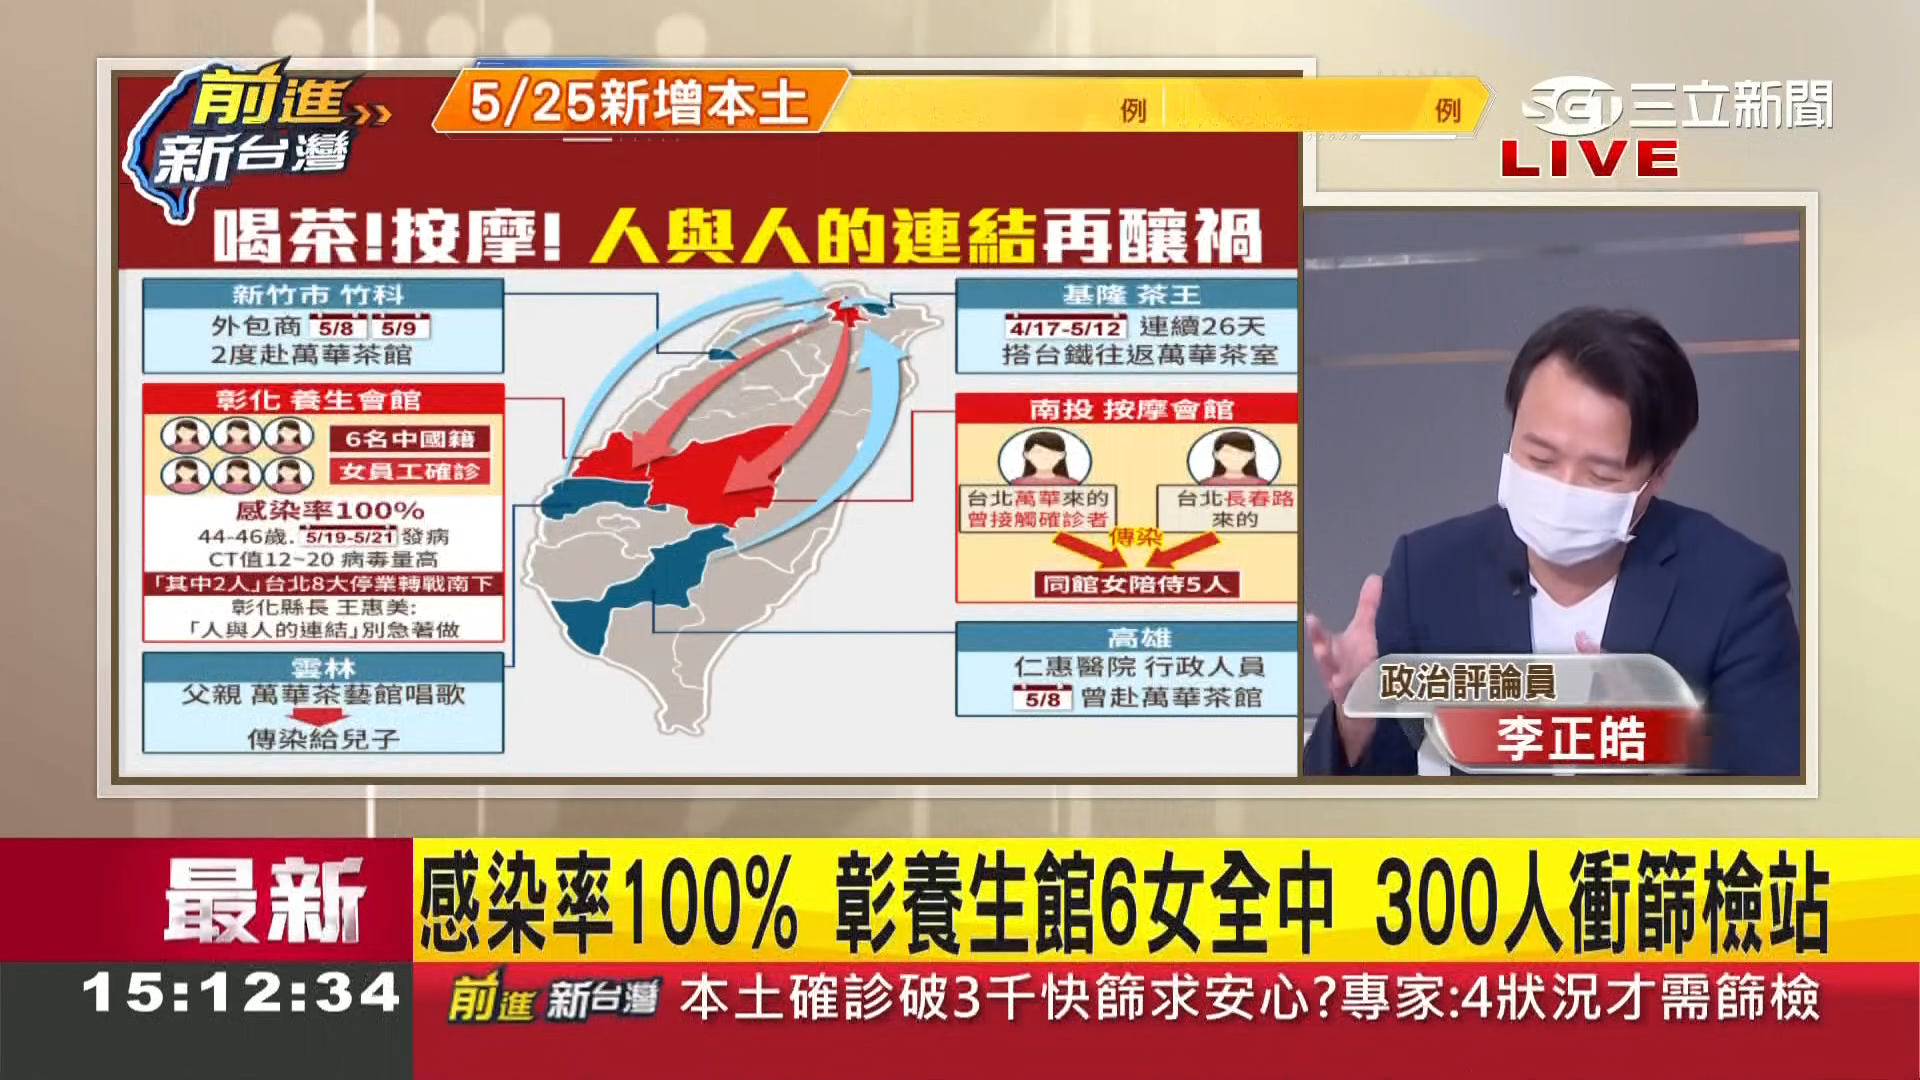 前進
新台灣
5/25新增本土
例
例
SET三立新聞
LIVE
喝茶!按摩!人與人的連結再釀禍
新竹市 竹科
外包商 5/8 5/9
2度赴萬華茶館
彰化 養生會館
6名中國籍
女員工確診
感染率100%
44-46歲. 5/19-5/21發病
CT值12~20 病毒量高
「其中2人」台北8大停業轉戰南下
彰化縣長 王惠美:
「人與人的連結」別急著做
雲林
父親 萬華茶藝館唱歌
傳染給兒子
基隆 茶王
4/17-5/12 連續26天
搭台鐵往返萬華茶室
南投 按摩會館
台北萬華來的
曾接觸確診者
台北長春路
來的
傳染
同館女陪侍5人
高雄
仁惠醫院 行政人員
5/8 曾赴萬華茶館
政治評論員
李正皓
最新
感染率100% 彰養生館6女全中 300人衝篩檢站
15:12:34
前進新台灣 本土確診破3千快篩求安心?專家:4狀況才需篩檢